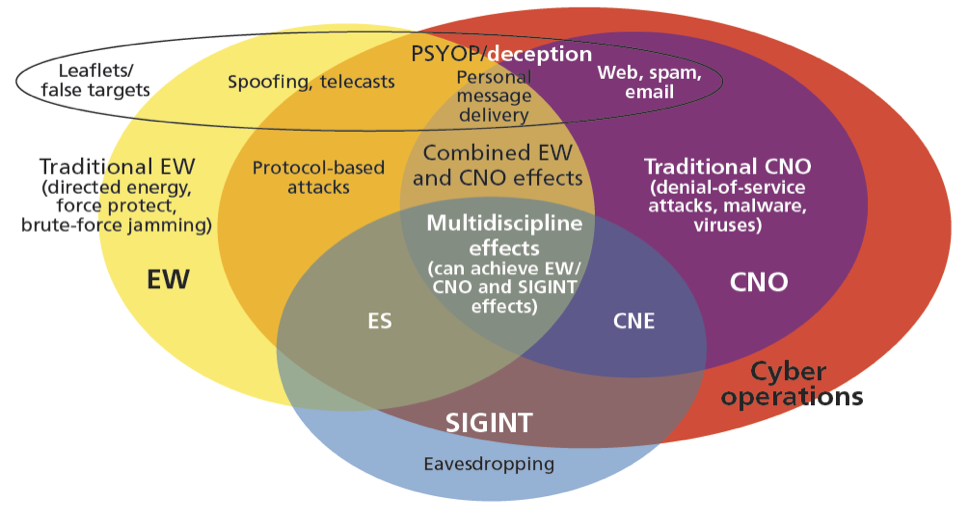 PSYOP/deception
Leaflets/
false targets
Spoofing, telecasts
Personal
message
delivery
Web, spam,
email
Traditional EW
(directed energy,
force protect,
brute-force jamming)
EW
Protocol-based
attacks
Combined EW
and CNO effects
Traditional CNO
(denial-of-service
attacks, malware,
viruses)
CNO
Multidiscipline
effects
(can achieve EW/
CNO and SIGINT
effects)
ES
CNE
Cyber
operations
SIGINT
Eavesdropping